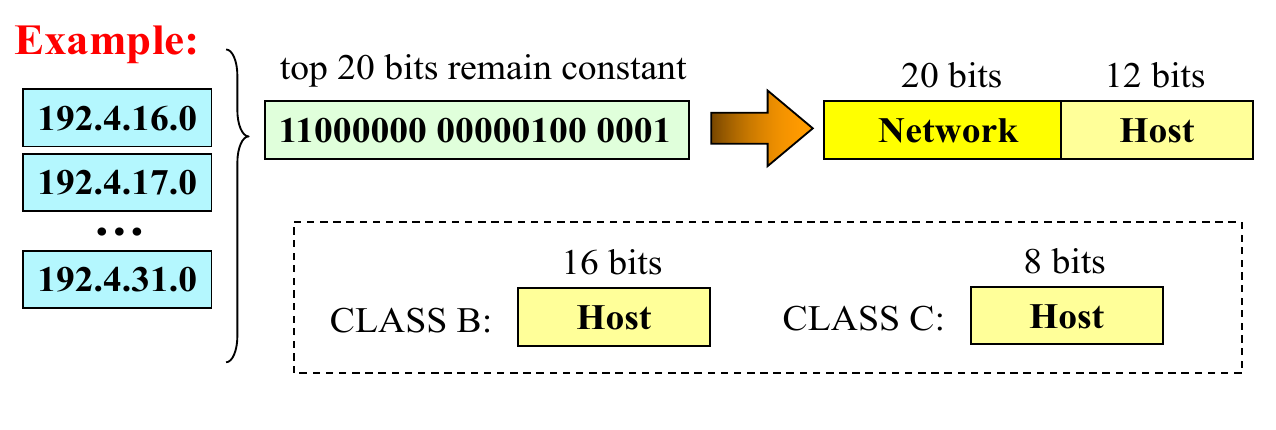 Example:
192.4.16.0
192.4.17.0
...
192.4.31.0
top 20 bits remain constant
11000000 00000100 0001
20 bits
12 bits
Network
Host
16 bits
CLASS B:
Host
8 bits
CLASS C:
Host